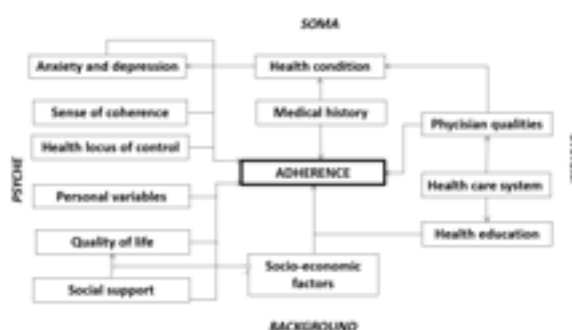 SOMA
Anxiety and depression
Health condition
Sense of coherence
Medical history
Phycisian qualities
Health locus of control
PSYCHE
ADHERENCE
Health care system
Personal variables
Quality of life
Health education
Socio-economic
factors
Social support
BACKGROUND